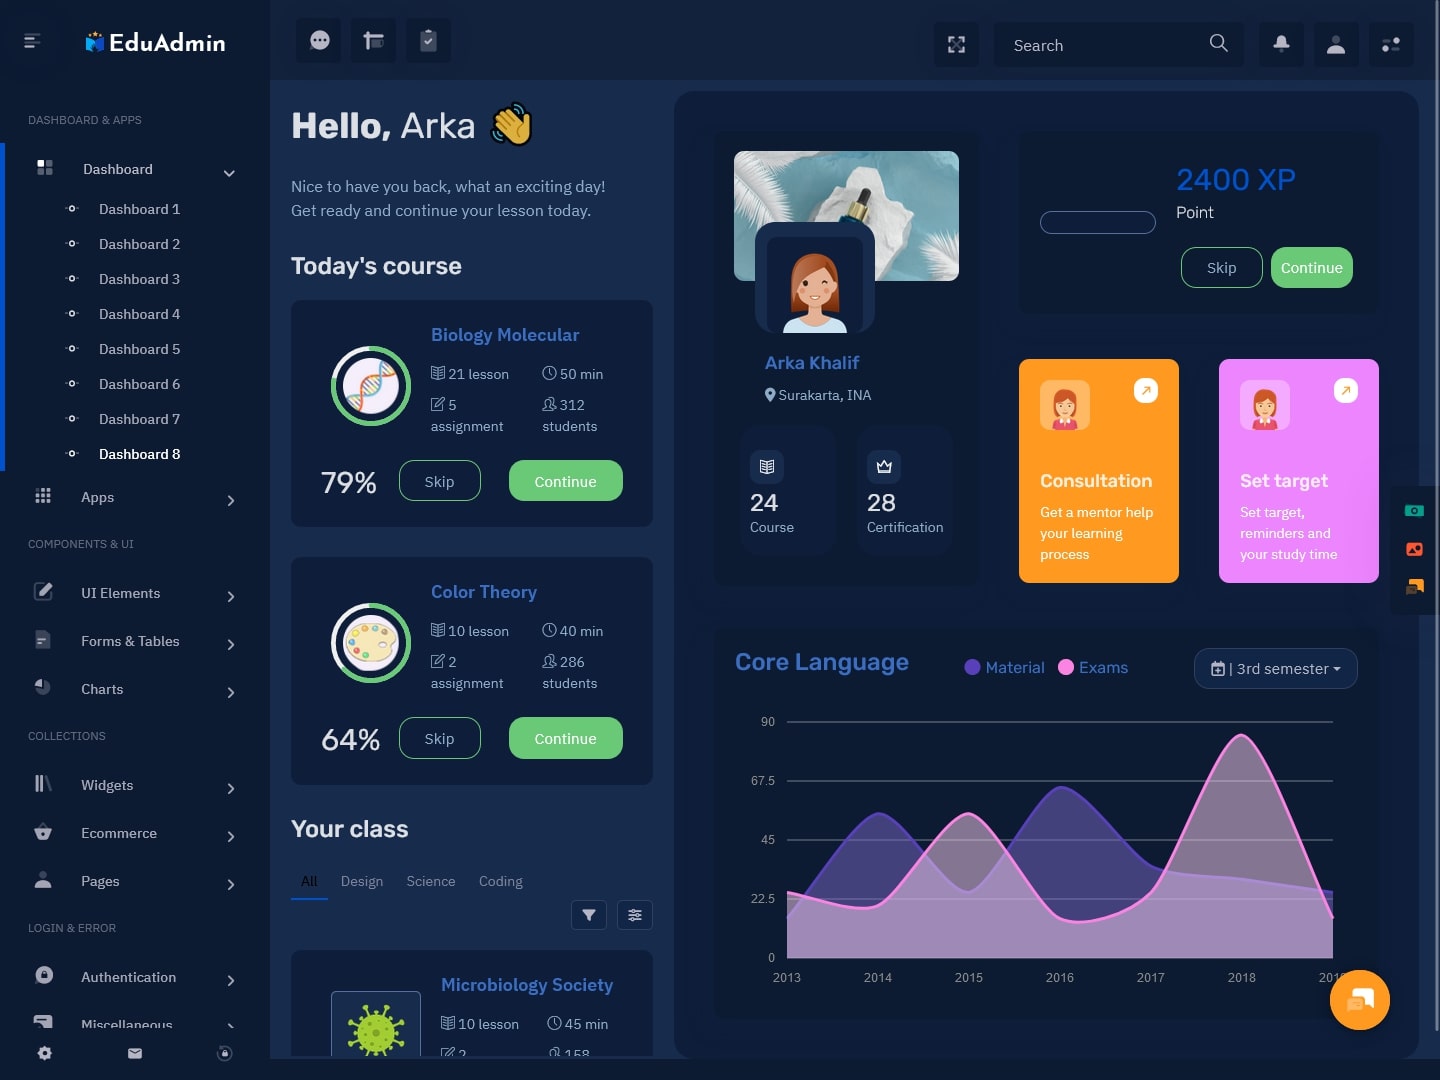 EduAdmin
Search
DASHBOARD & APPS
Dashboard
Dashboard 1
Dashboard 2
Dashboard 3
Dashboard 4
Dashboard 5
Dashboard 6
Dashboard 7
Dashboard 8
Apps
COMPONENTS & UI
UI Elements
Forms & Tables
Charts
COLLECTIONS
Widgets
Ecommerce
Pages
LOGIN & ERROR
Authentication
Miscellaneous
Hello, Arka
Nice to have you back, what an exciting day!
Get ready and continue your lesson today.
Today's course
Biology Molecular
21 lesson
50 min
5 assignment
312 students
79%
Skip
Continue
Color Theory
10 lesson
40 min
2 assignment
286 students
64%
Skip
Continue
Your class
All
Design
Science
Coding
Microbiology Society
10 lesson
45 min
2
158
Arka Khalif
Surakarta, INA
24
Course
28
Certification
2400 XP
Point
Skip
Continue
Consultation
Get a mentor help
your learning
process
Set target
Set target,
reminders and
your study time
Core Language
Material
Exams
| 3rd semester
90
67.5
45
22.5
0
2013
2014
2015
2016
2017
2018